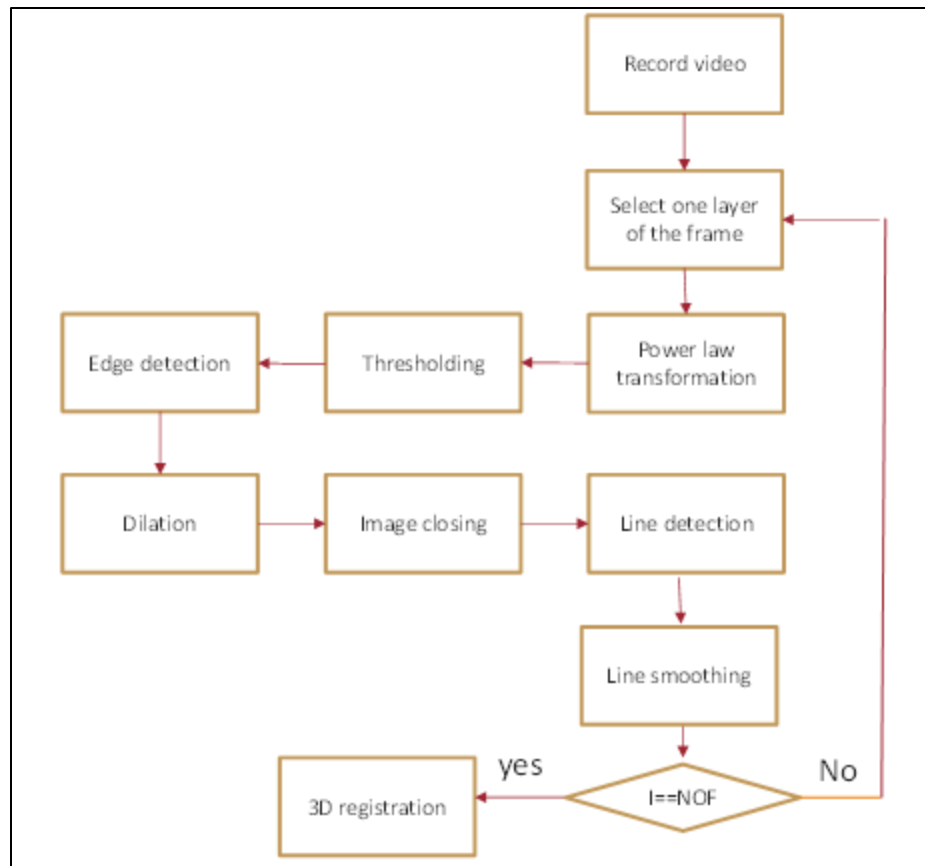 Record video
Select one layer
of the frame
Power law
transformation
Thresholding
Edge detection
Dilation
Image closing
Line detection
Line smoothing
I==NOF
yes
No
3D registration